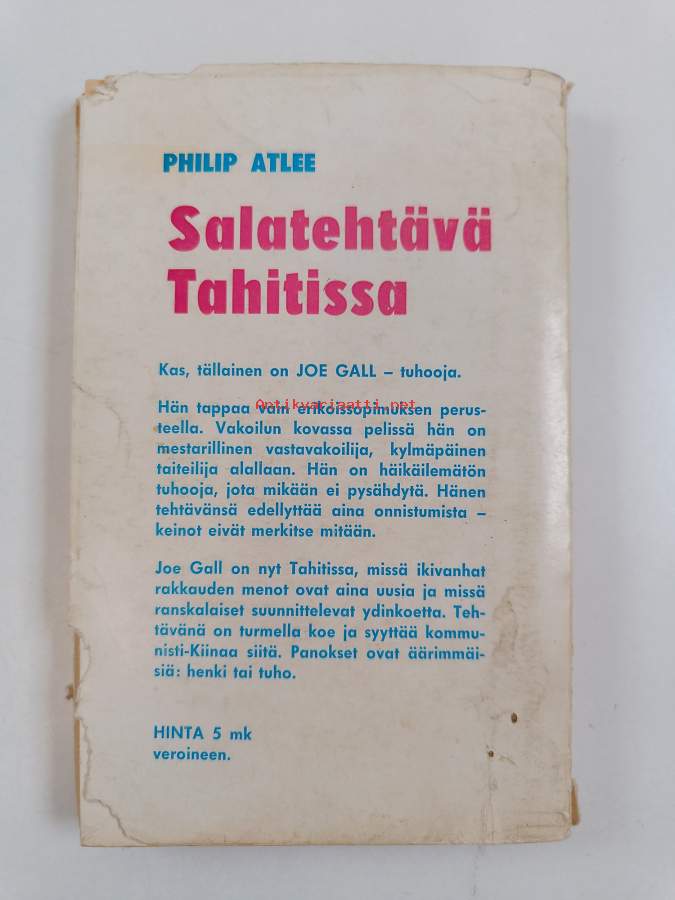 PHILIP ATLEE
Salatehtävä
Tahitissa
Kas, tällainen on JOE GALL – tuhooja.
Antikvariaatti.net
Hän tappaa vain erikoissopimuksen perus-
teella. Vakoilun kovassa pelissä hän on
mestarillinen vastavakoilija, kylmäpäinen
taiteilija alallaan. Hän on häikäilemätön
tuhooja, jota mikään ei pysähdytä. Hänen
tehtävänsä edellyttää aina onnistumista –
keinot eivät merkitse mitään.
Joe Gall on nyt Tahitissa, missä ikivanhat
rakkauden menot ovat aina uusia ja missä
ranskalaiset suunnittelevat ydinkoetta. Teh-
tävänä on turmella koe ja syyttää kommu-
nisti-Kiinaa siitä. Panokset ovat äärimmäi-
siä: henki tai tuho.
HINTA 5 mk
veroineen.